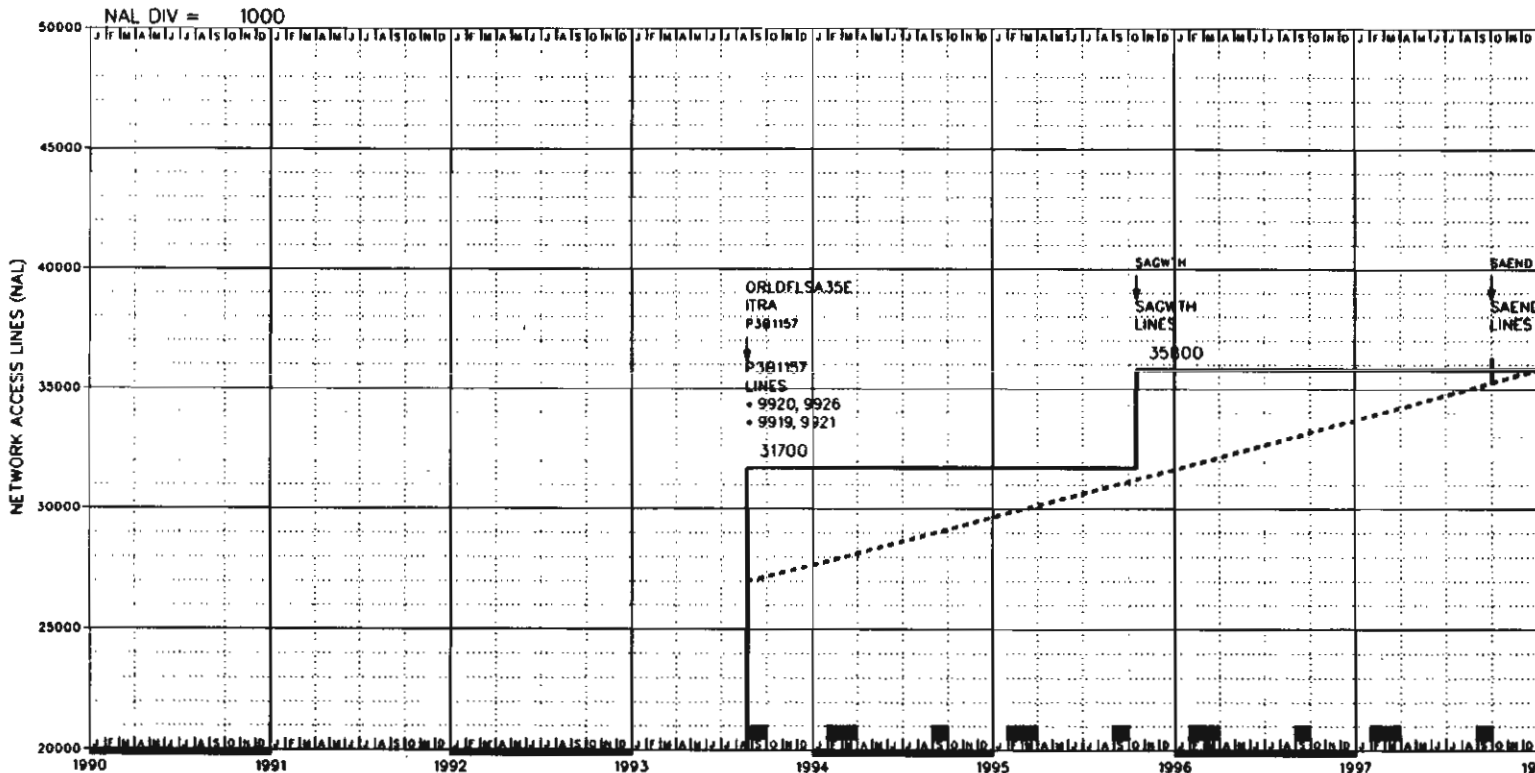 NAL DIV = 1000
J F M A M J J A S O N D J F M A M J J A S O N D J F M A M J J A S O N D J F M A M J J A S O N D J F M A M J J A S O N D J F M A M J J A S O N D J F M A M J J A S O N D J F M A M J J A S O N D
50000
45000
40000
35000
30000
25000
20000
NETWORK ACCESS LINES (NAL)
ORLDFLSA35E
ITRA
P381157
P381157
LINES
• 9920, 9926
• 9919, 9921
31700
SAGWTH
SAGWTH
LINES
35800
SAEND
SAEND
LINES
J F M A M J J A S O N D J F M A M J J A S O N D J F M A M J J A S O N D J F M A M J J A S O N D J F M A M J J A S O N D J F M A M J J A S O N D J F M A M J J A S O N D J F M A M J J A S O N D
1990 1991 1992 1993 1994 1995 1996 1997